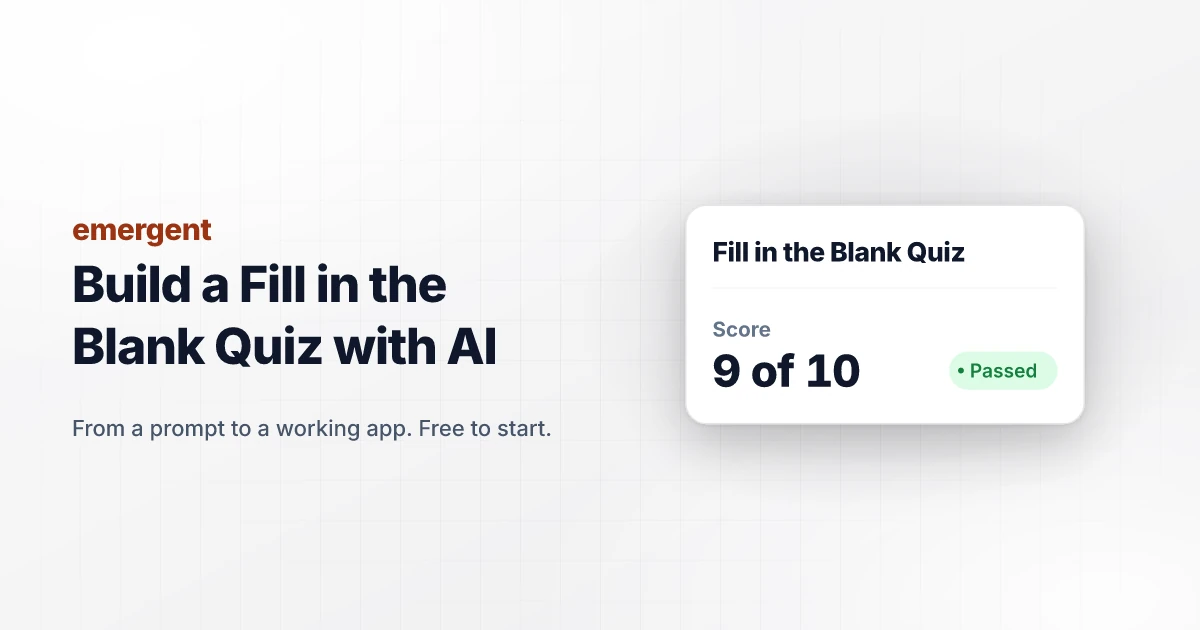 emergent
Build a Fill in the
Blank Quiz with AI
From a prompt to a working app. Free to start.
Fill in the Blank Quiz
Score
9 of 10
• Passed